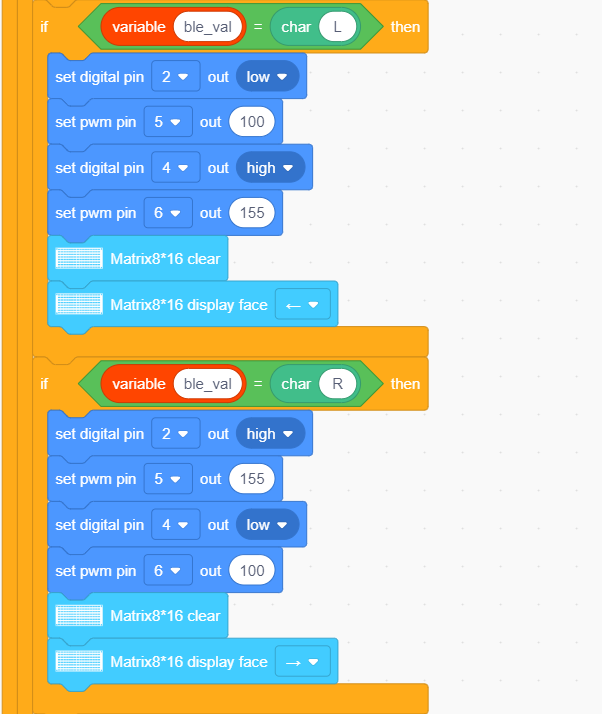 if variable ble_val = char L then
set digital pin 2 out low
set pwm pin 5 out 100
set digital pin 4 out high
set pwm pin 6 out 155
Matrix8*16 clear
Matrix8*16 display face ←
if variable ble_val = char R then
set digital pin 2 out high
set pwm pin 5 out 155
set digital pin 4 out low
set pwm pin 6 out 100
Matrix8*16 clear
Matrix8*16 display face →